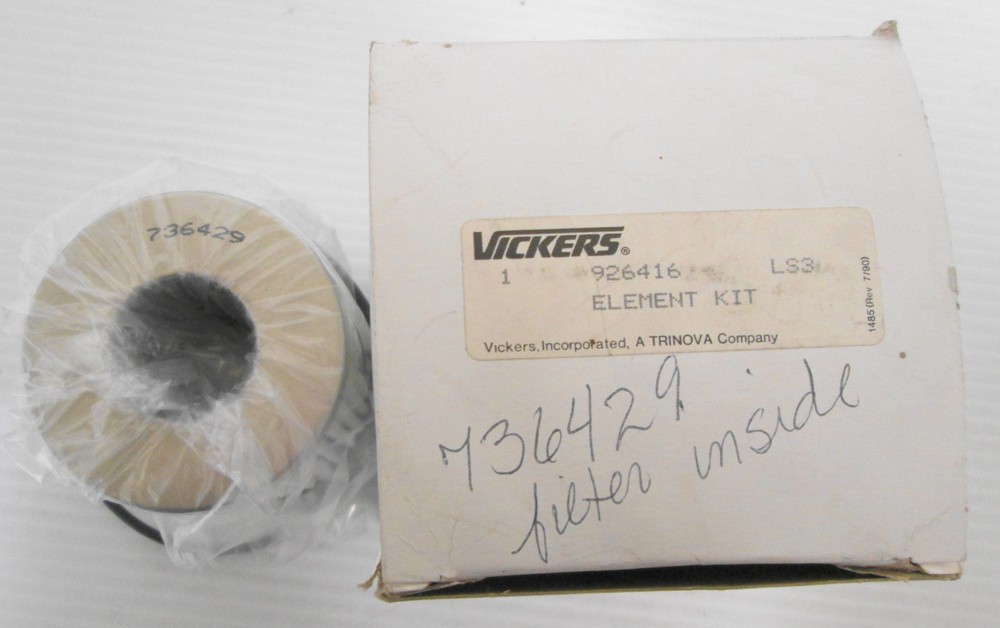 736429
VICKERS®
1 926416 LS3
ELEMENT KIT
Vickers, Incorporated, A TRINOVA Company
1485 (Rev 7/90)
736429
filter inside